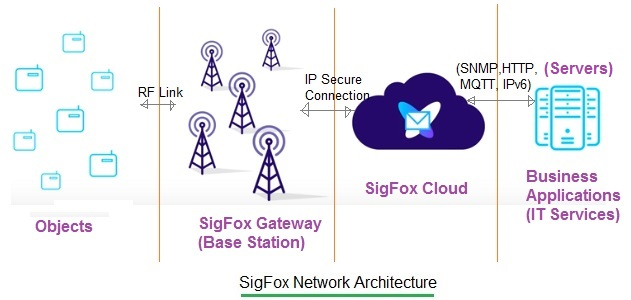 RF Link
IP Secure
Connection
(SNMP,HTTP,
MQTT, IPv6)
(Servers)
Objects
SigFox Gateway
(Base Station)
SigFox Cloud
Business
Applications
(IT Services)
SigFox Network Architecture